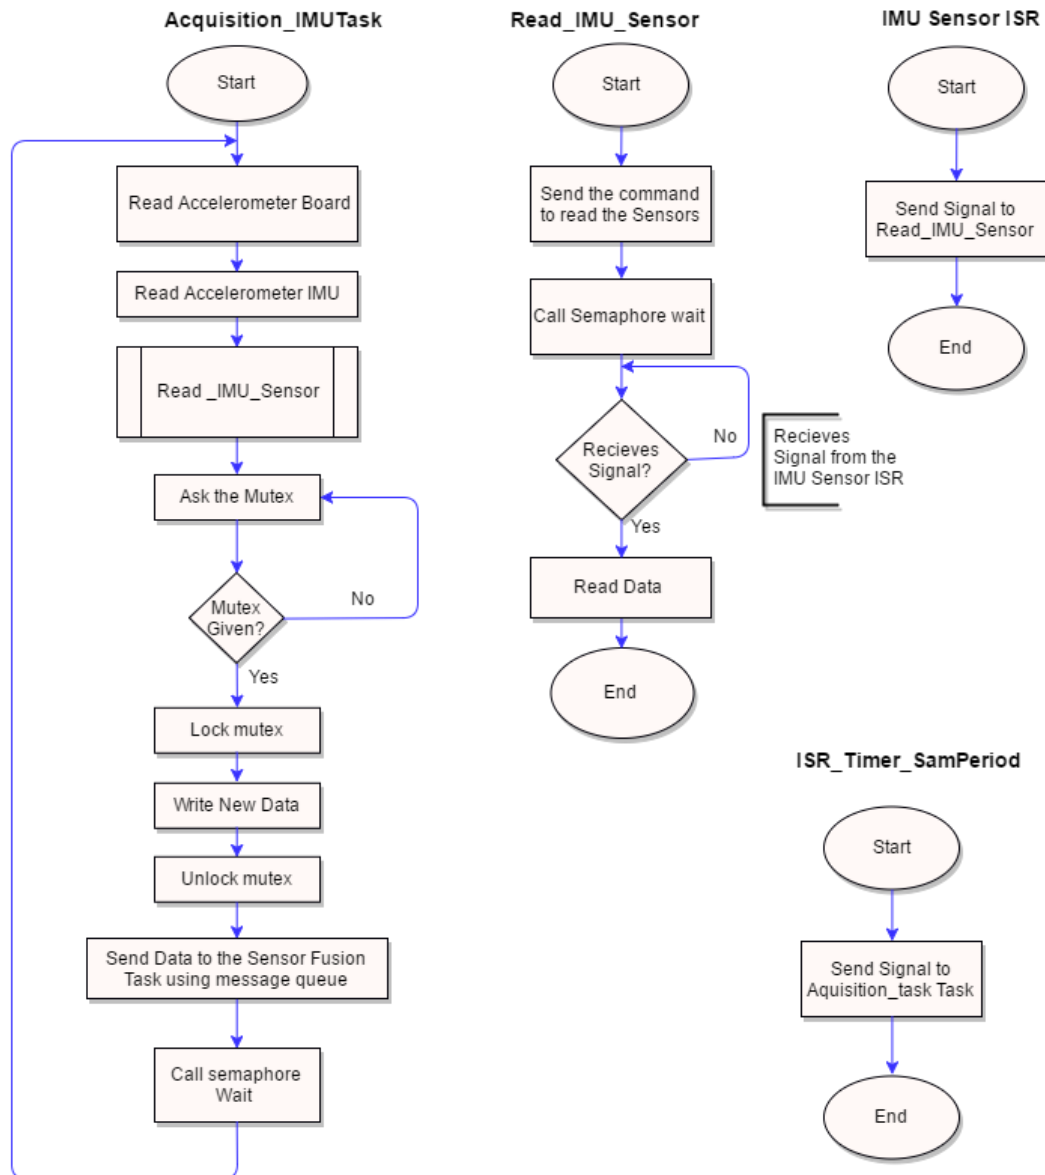 Acquisition_IMUTask
Start
Read Accelerometer Board
Read Accelerometer IMU
Read _IMU_Sensor
Ask the Mutex
No
Mutex
Given?
Yes
Lock mutex
Write New Data
Unlock mutex
Send Data to the Sensor Fusion
Task using message queue
Call semaphore
Wait
Read_IMU_Sensor
Start
Send the command
to read the Sensors
Call Semaphore wait
Recieves
Signal?
No
Yes
Read Data
End
Recieves
Signal from the
IMU Sensor ISR
IMU Sensor ISR
Start
Send Signal to
Read_IMU_Sensor
End
ISR_Timer_SamPeriod
Start
Send Signal to
Aquisition_task Task
End